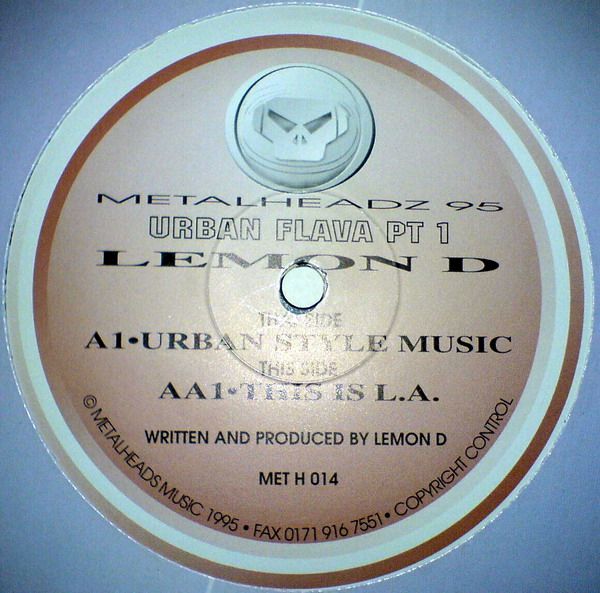 METALHEADZ 95
URBAN FLAVA PT 1
LEMON D
THAT SIDE
A1•URBAN STYLE MUSIC
THIS SIDE
AA1•THIS IS L.A.
WRITTEN AND PRODUCED BY LEMON D
MET H 014
© METALHEADS MUSIC 1995 • FAX 0171 916 7551 • COPYRIGHT CONTROL